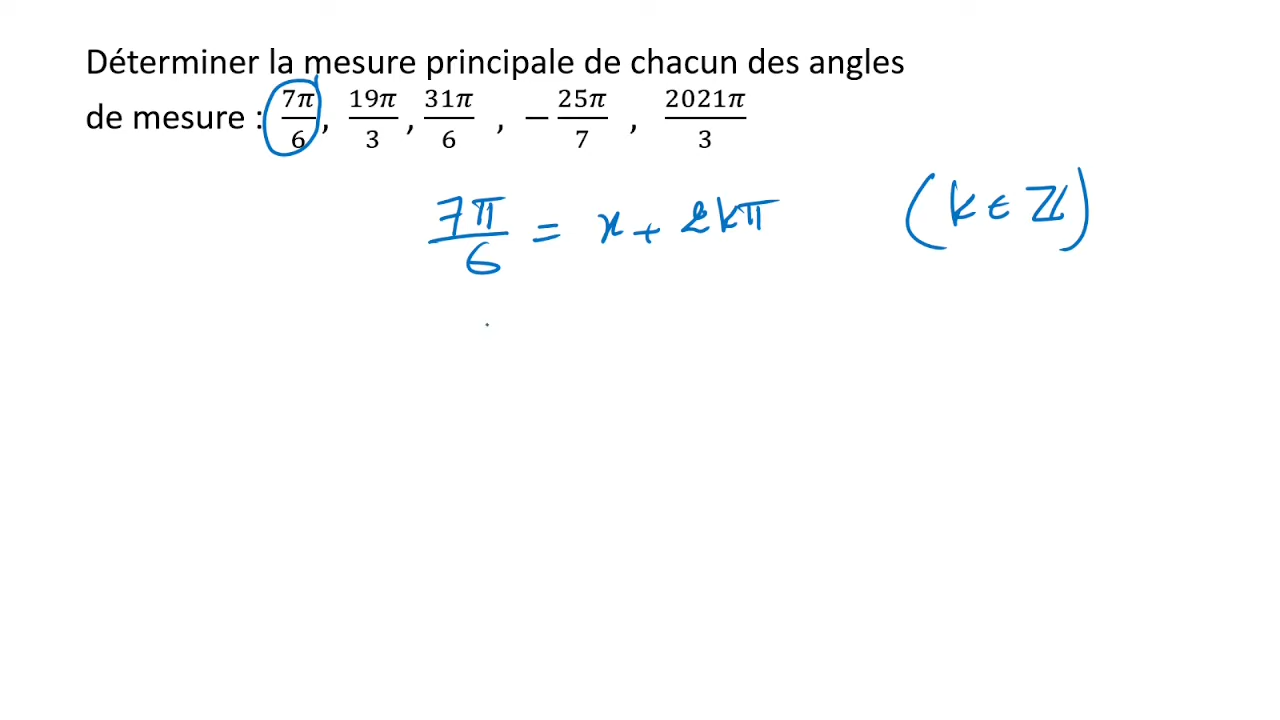 Déterminer la mesure principale de chacun des angles
de mesure : 7π/6, 19π/3, 31π/6 , −25π/7 , 2021π/3
7π/6 = x + 2kπ (k ∈ ℤ)